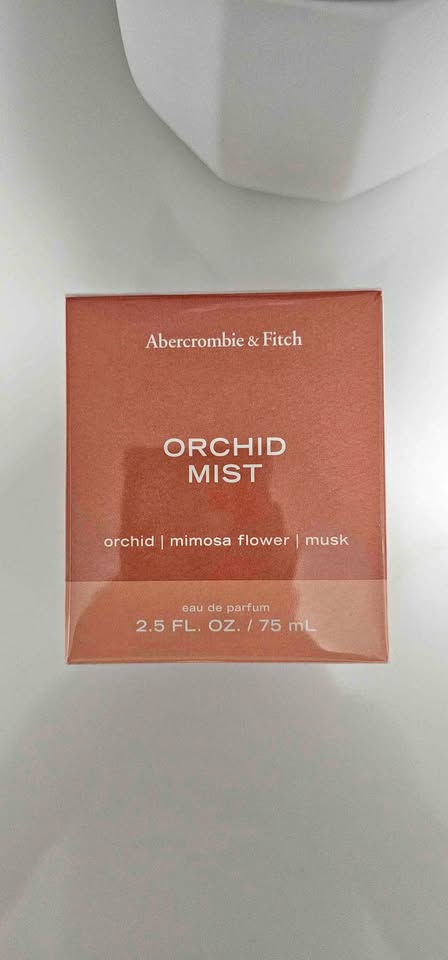 Abercrombie & Fitch
ORCHID
MIST
orchid | mimosa flower | musk
eau de parfum
2.5 FL. OZ. / 75 mL